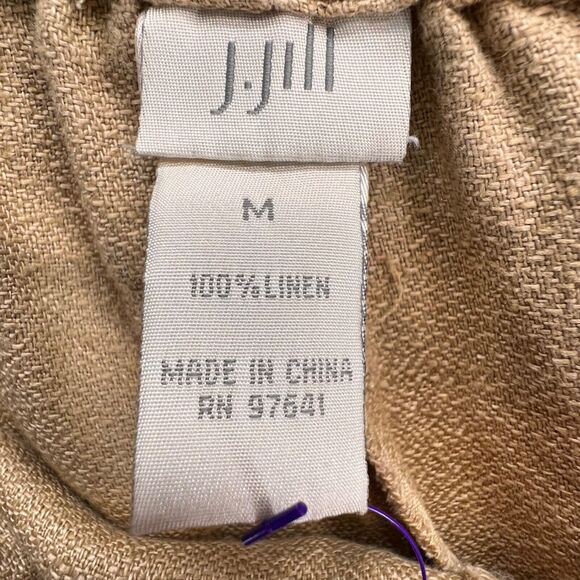 J.Jill
M
100% LINEN
MADE IN CHINA
RN 97641